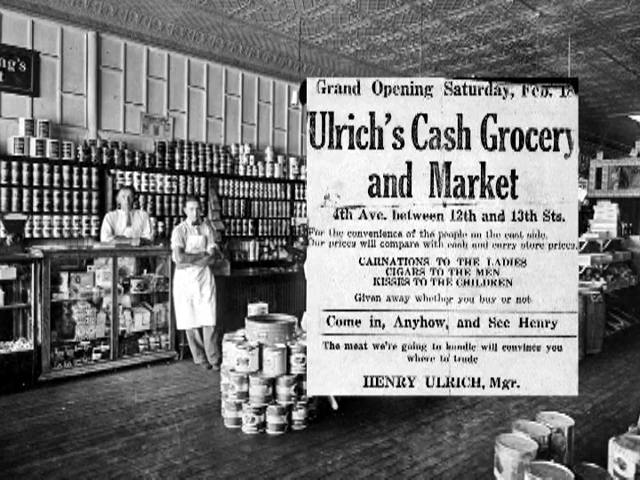 ng's
Grand Opening Saturday, Feb. 18
Ulrich's Cash Grocery
and Market
4th Ave. between 12th and 13th Sts.
For the convenience of the people on the east side.
Our prices will compare with cash and carry store prices.
CARNATIONS TO THE LADIES
CIGARS TO THE MEN
KISSES TO THE CHILDREN
Given away whether you buy or not
Come in, Anyhow, and See Henry
The meat we're going to handle will convince you
where to trade
HENRY ULRICH, Mgr.